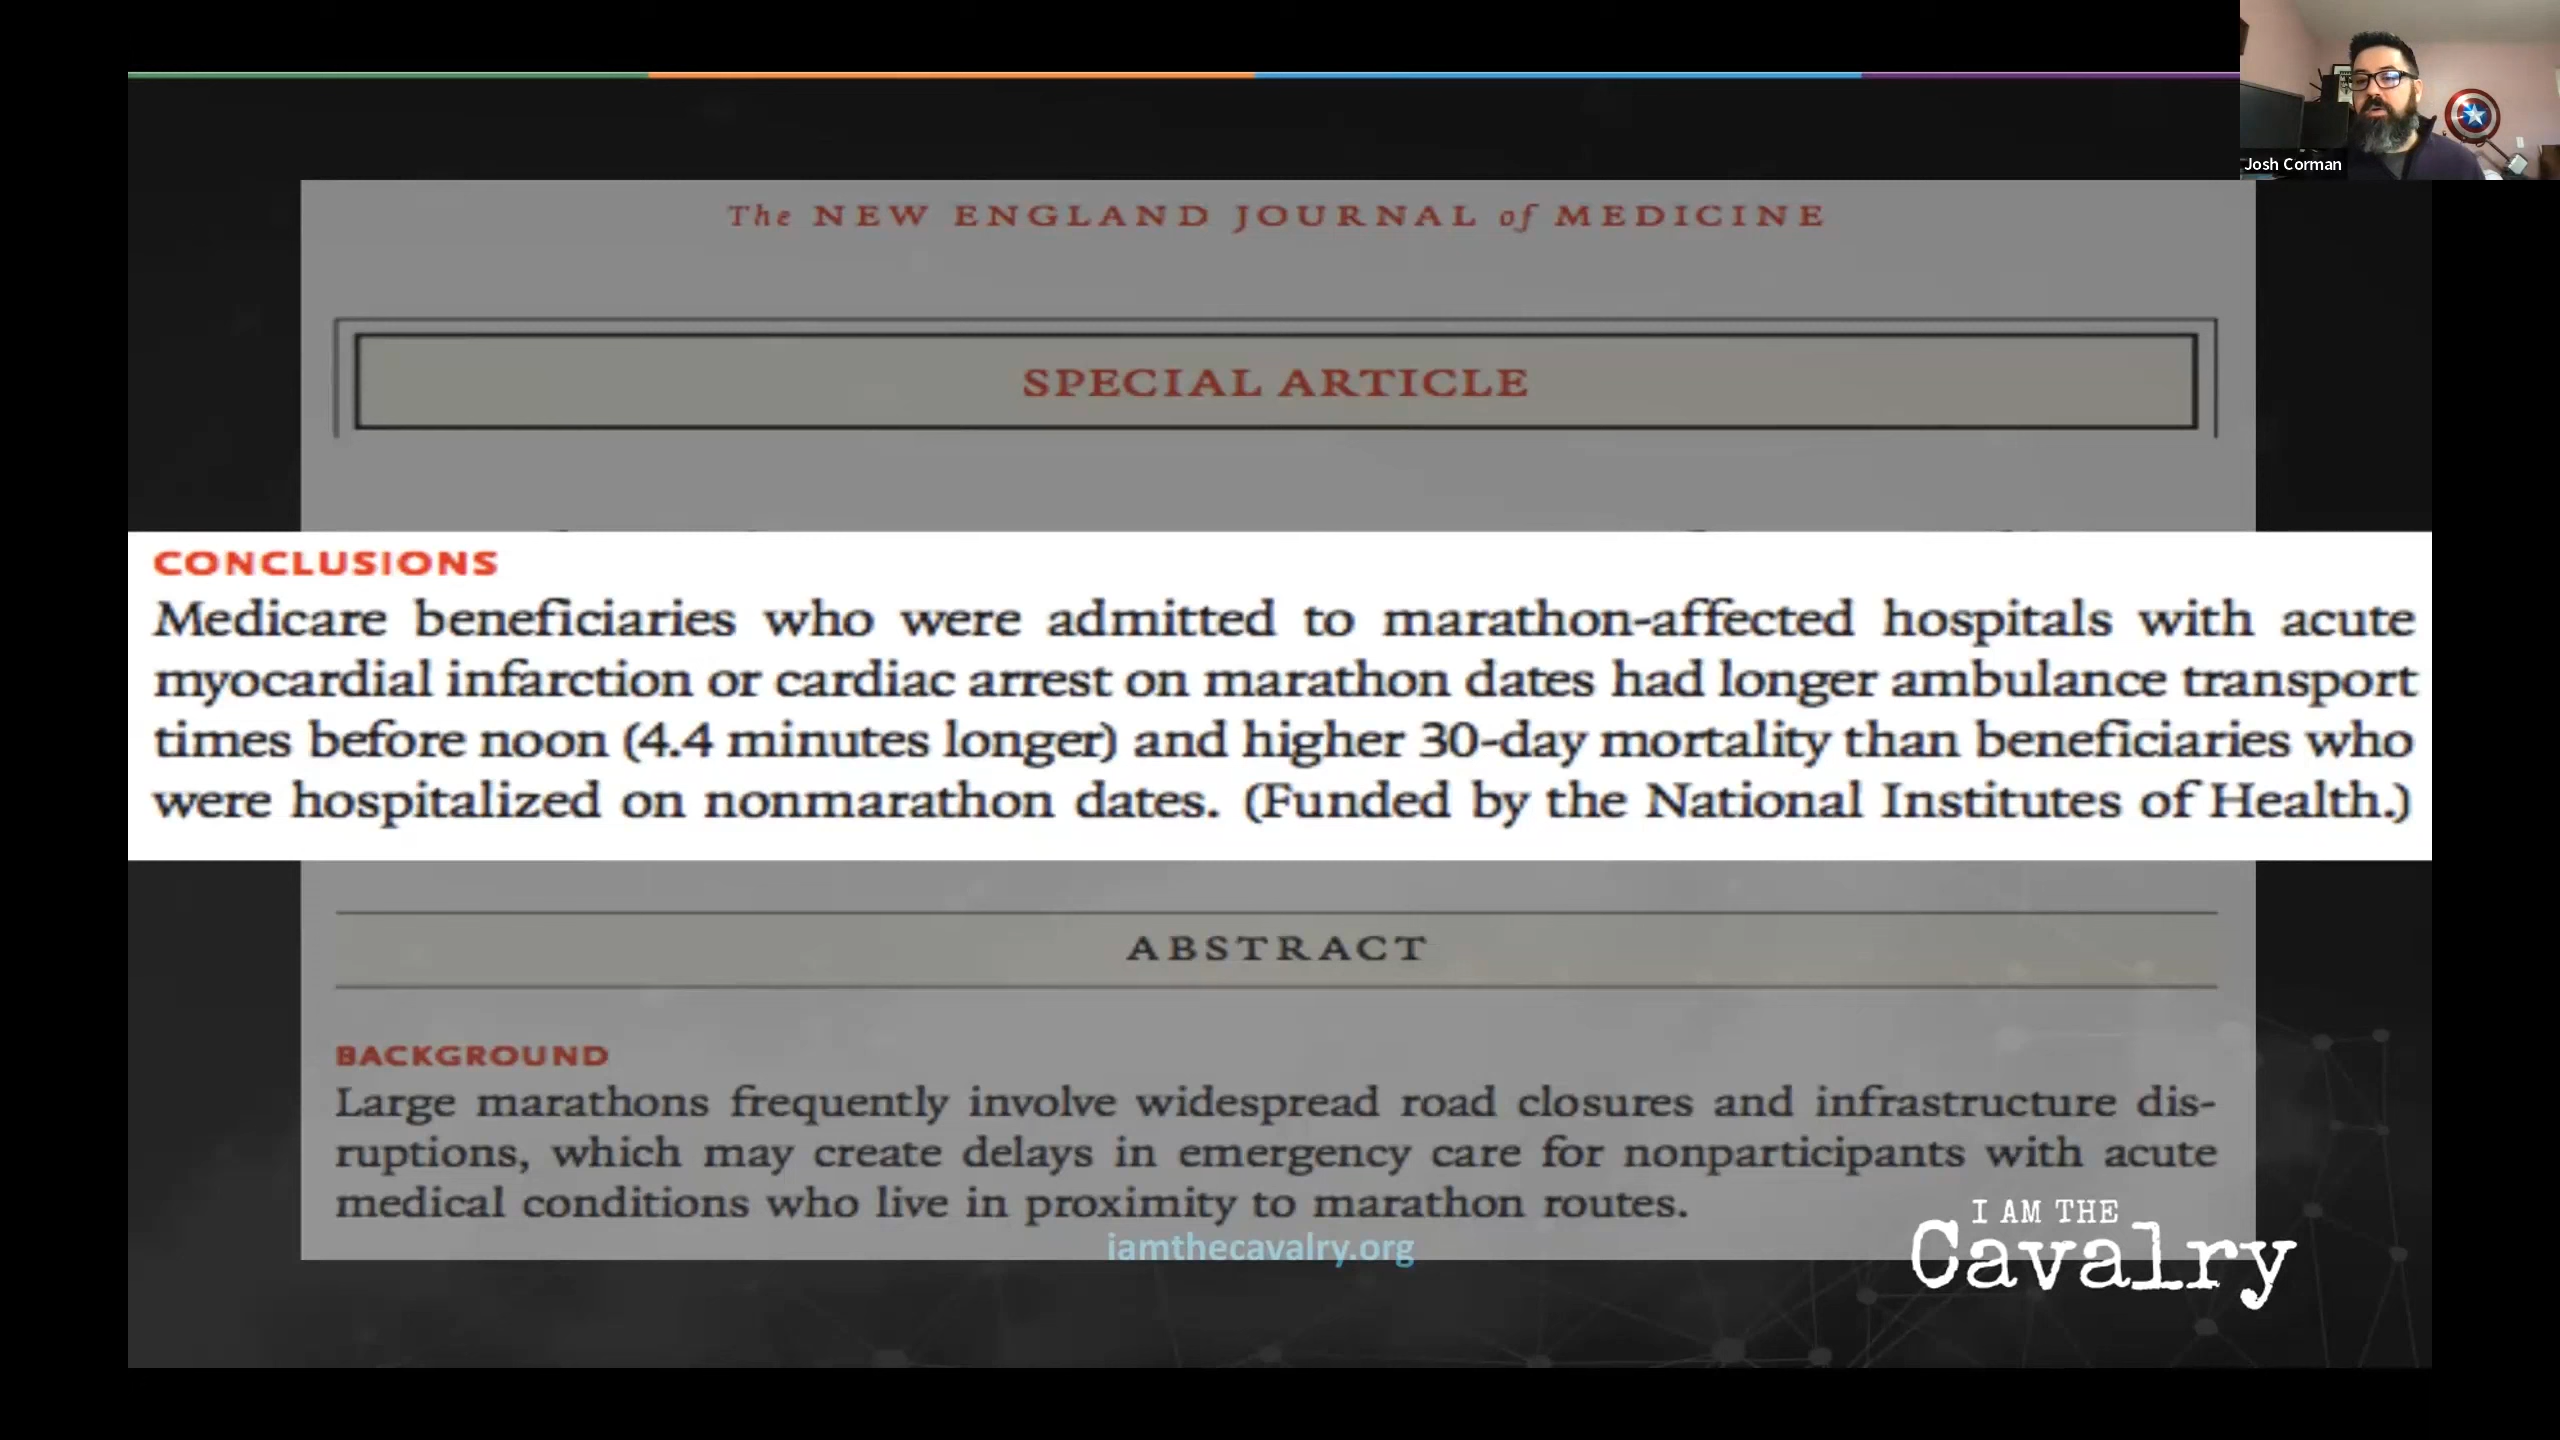 Josh Corman
The NEW ENGLAND JOURNAL of MEDICINE
SPECIAL ARTICLE
CONCLUSIONS
Medicare beneficiaries who were admitted to marathon-affected hospitals with acute
myocardial infarction or cardiac arrest on marathon dates had longer ambulance transport
times before noon (4.4 minutes longer) and higher 30-day mortality than beneficiaries who
were hospitalized on nonmarathon dates. (Funded by the National Institutes of Health.)
ABSTRACT
BACKGROUND
Large marathons frequently involve widespread road closures and infrastructure dis-
ruptions, which may create delays in emergency care for nonparticipants with acute
medical conditions who live in proximity to marathon routes.
iamthecavalry.org
I AM THE
Cavalry